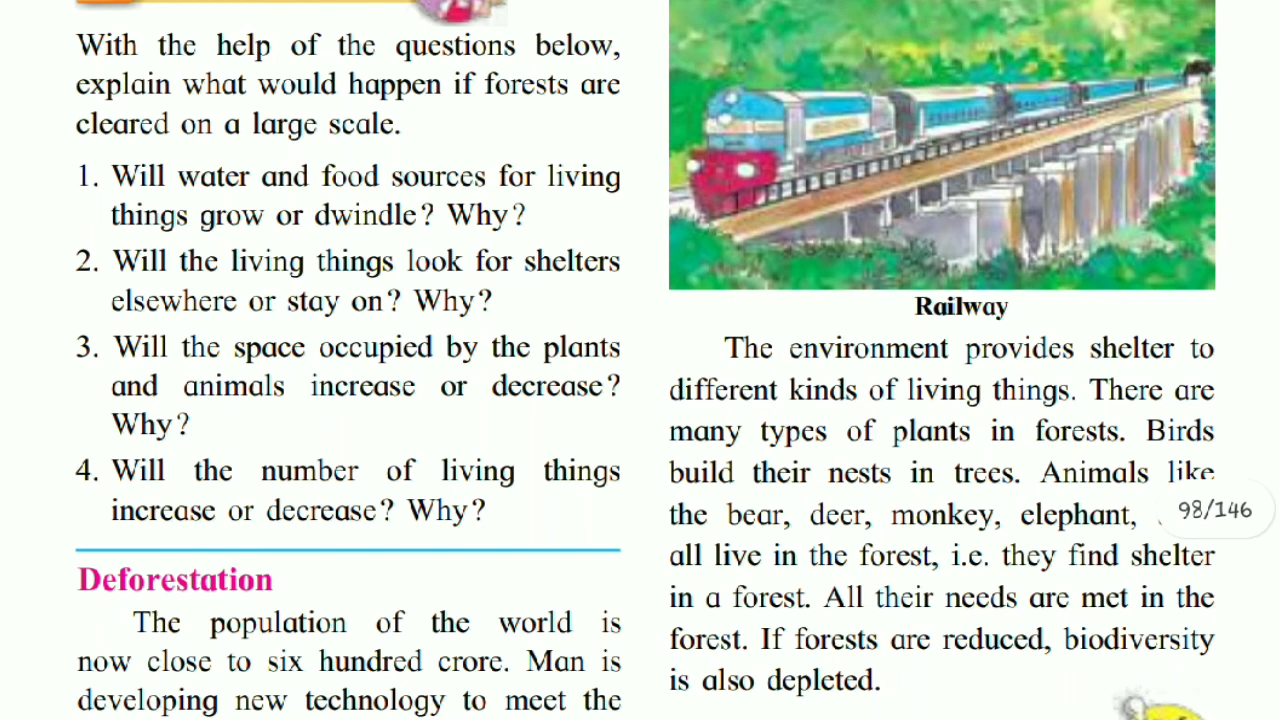 With the help of the questions below,
explain what would happen if forests are
cleared on a large scale.
1. Will water and food sources for living
things grow or dwindle? Why?
2. Will the living things look for shelters
elsewhere or stay on? Why?
3. Will the space occupied by the plants
and animals increase or decrease?
Why?
4. Will the number of living things
increase or decrease? Why?
Deforestation
The population of the world is
now close to six hundred crore. Man is
developing new technology to meet the
Railway
The environment provides shelter to
different kinds of living things. There are
many types of plants in forests. Birds
build their nests in trees. Animals like
the bear, deer, monkey, elephant,
98/146
all live in the forest, i.e. they find shelter
in a forest. All their needs are met in the
forest. If forests are reduced, biodiversity
is also depleted.